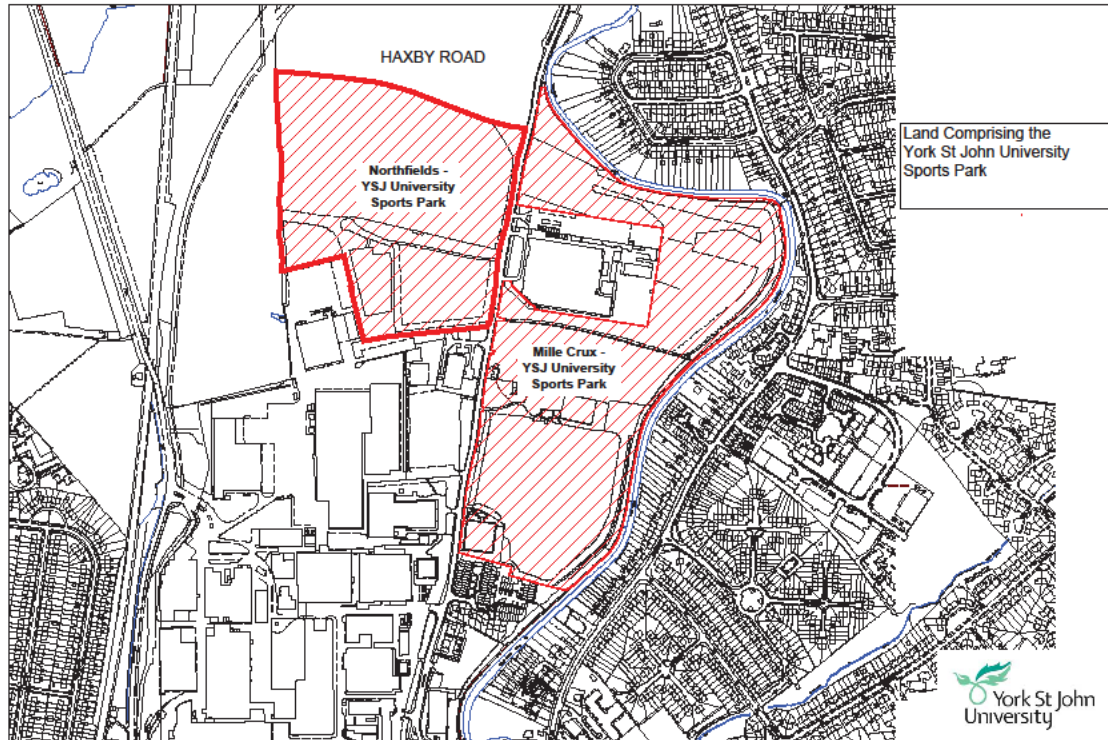 HAXBY ROAD
Northfields -
YSJ University
Sports Park
Land Comprising the
York St John University
Sports Park
Mille Crux -
YSJ University
Sports Park
York St John
University